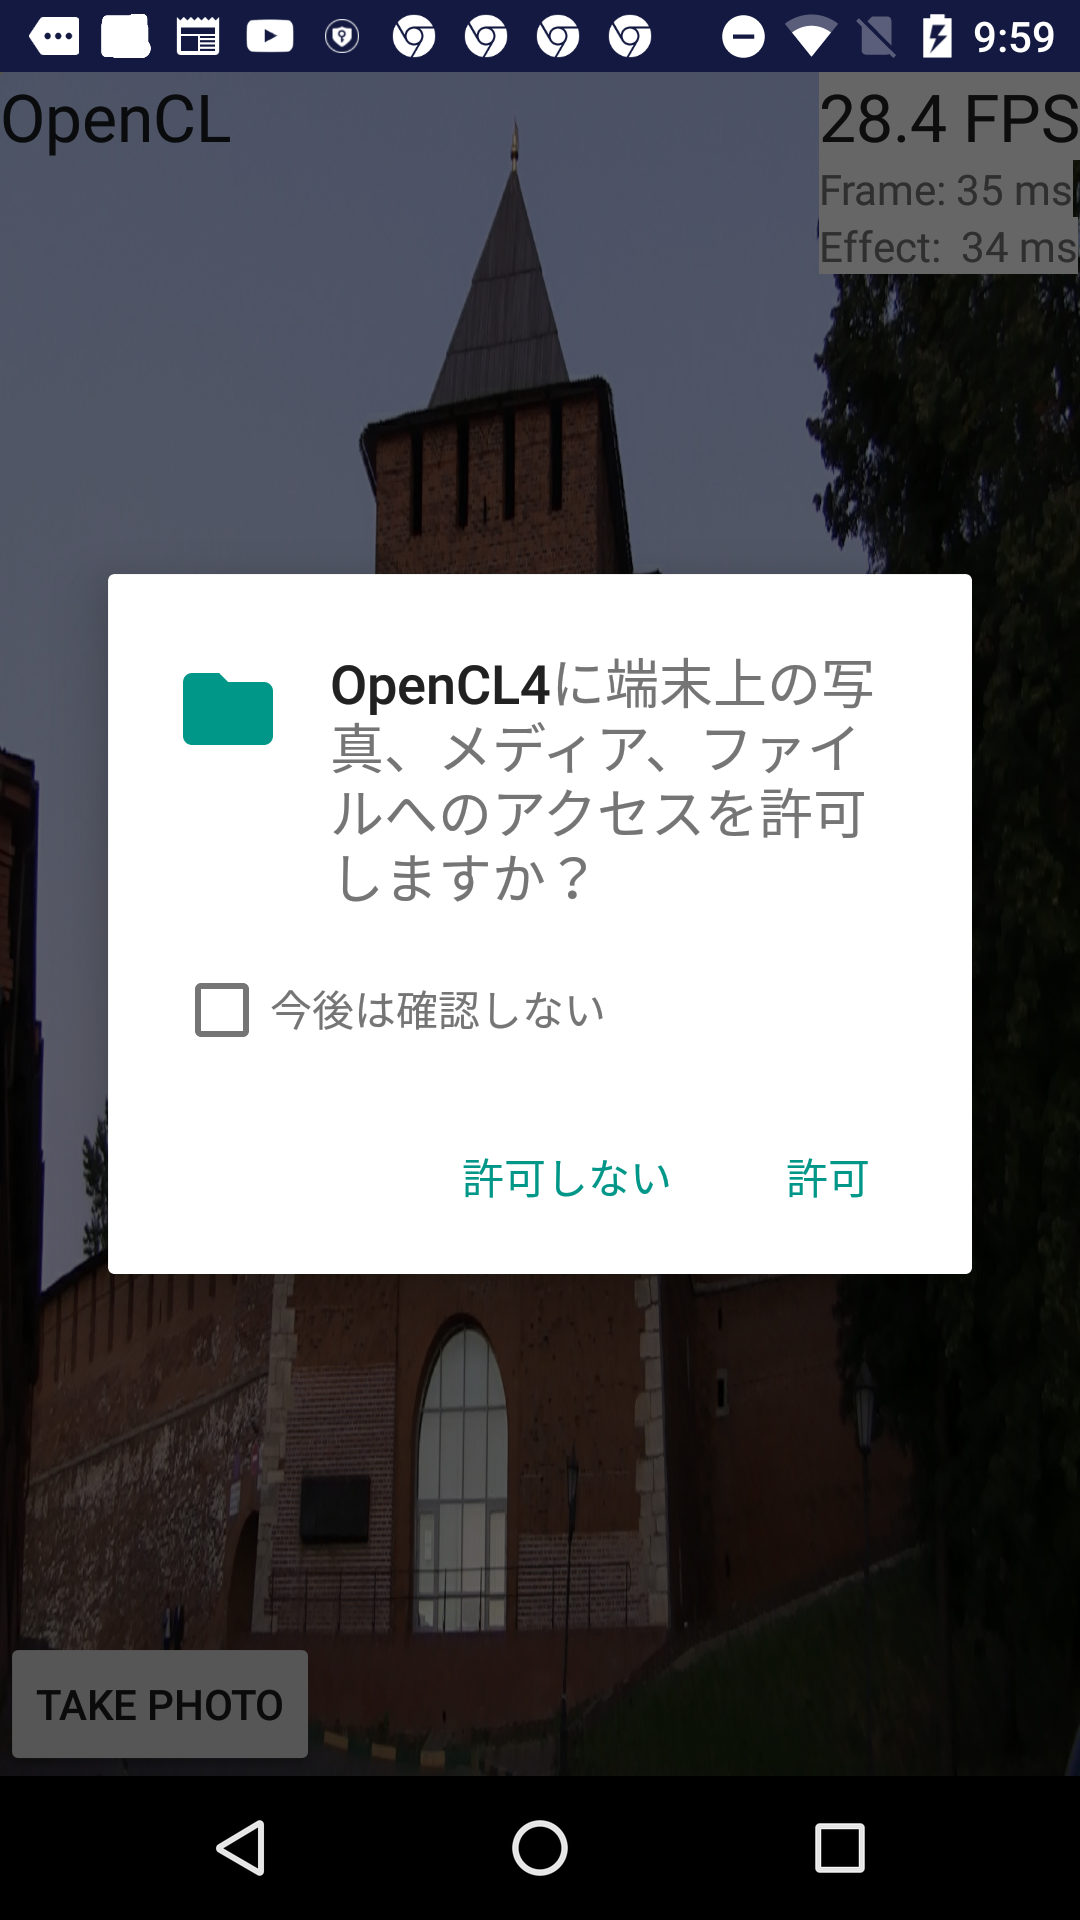 9:59
OpenCL
28.4 FPS
Frame: 35 ms
Effect: 34 ms
OpenCL4に端末上の写
真、メディア、ファイ
ルへのアクセスを許可
しますか？
今後は確認しない
許可しない 許可
TAKE PHOTO